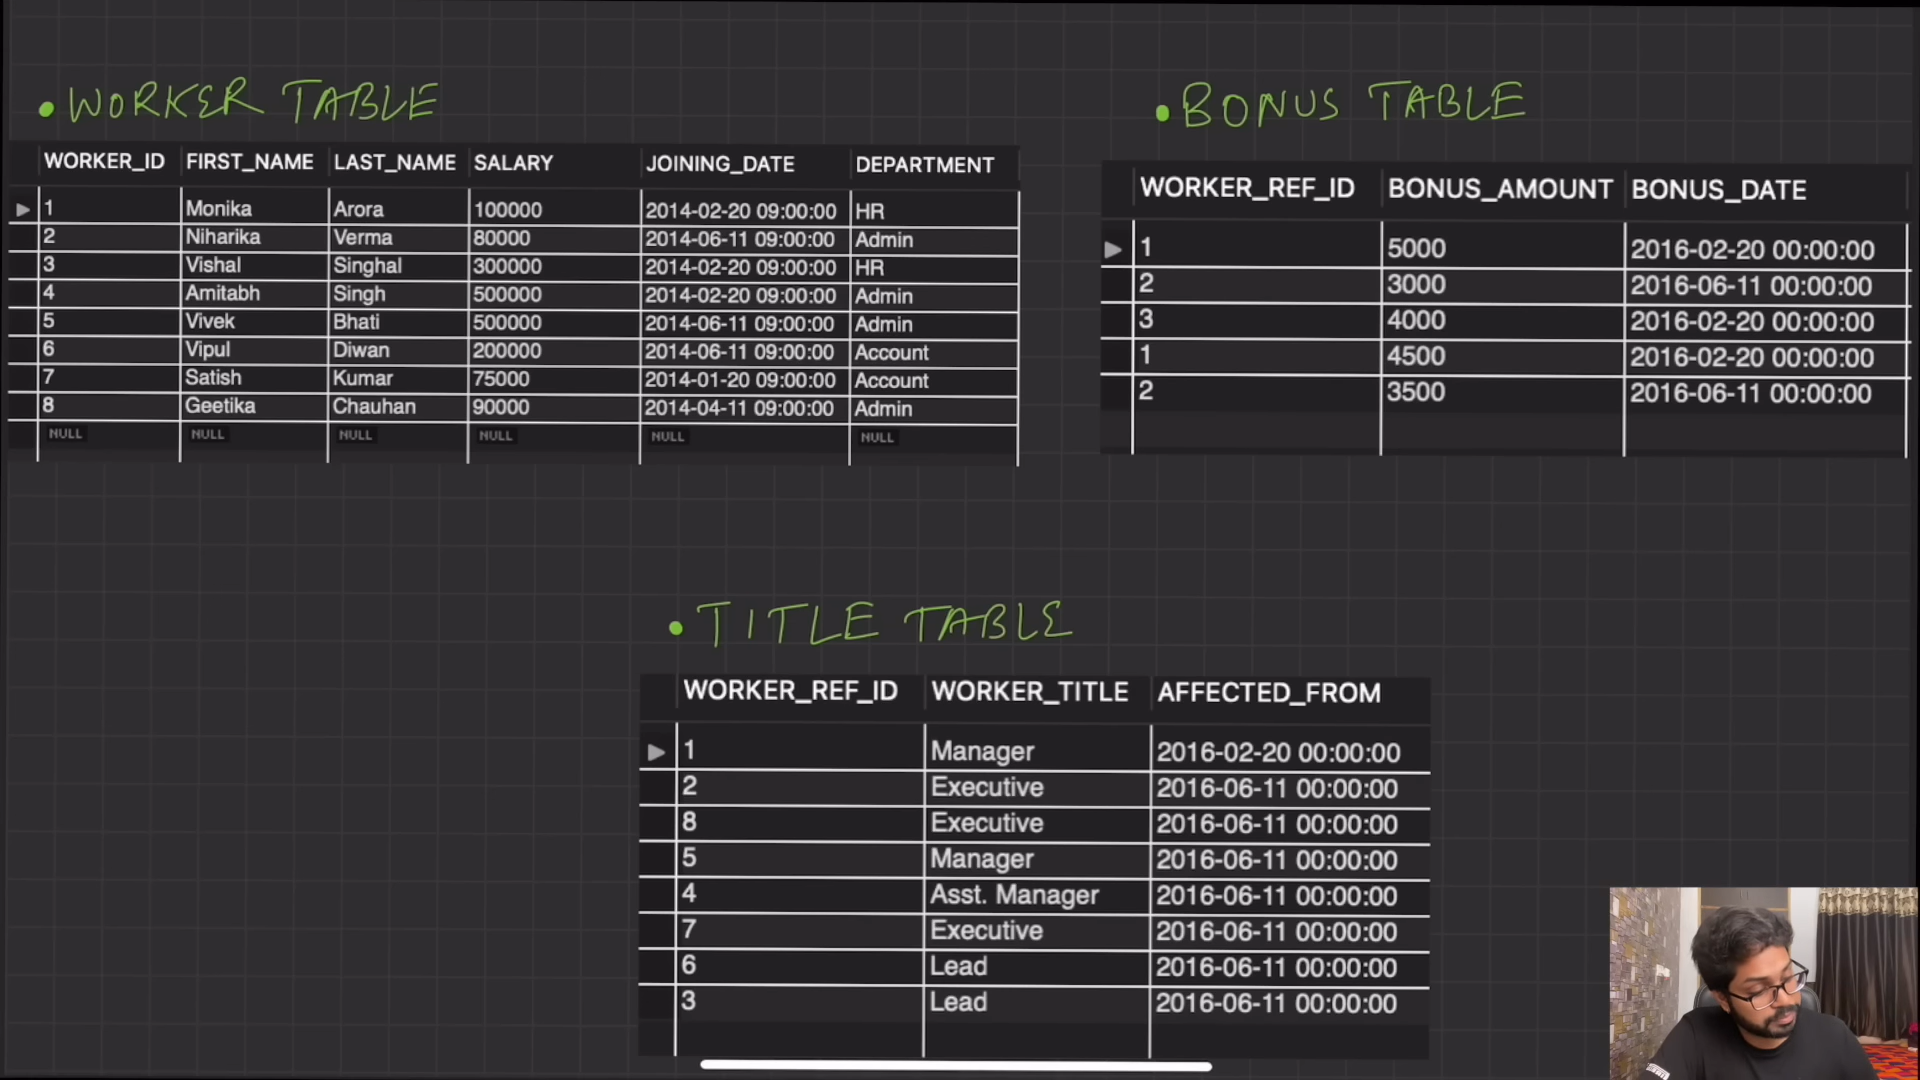 • WORKER TABLE
WORKER_ID FIRST_NAME LAST_NAME SALARY JOINING_DATE DEPARTMENT
1 Monika Arora 100000 2014-02-20 09:00:00 HR
2 Niharika Verma 80000 2014-06-11 09:00:00 Admin
3 Vishal Singhal 300000 2014-02-20 09:00:00 HR
4 Amitabh Singh 500000 2014-02-20 09:00:00 Admin
5 Vivek Bhati 500000 2014-06-11 09:00:00 Admin
6 Vipul Diwan 200000 2014-06-11 09:00:00 Account
7 Satish Kumar 75000 2014-01-20 09:00:00 Account
8 Geetika Chauhan 90000 2014-04-11 09:00:00 Admin
NULL NULL NULL NULL NULL NULL
• BONUS TABLE
WORKER_REF_ID BONUS_AMOUNT BONUS_DATE
1 5000 2016-02-20 00:00:00
2 3000 2016-06-11 00:00:00
3 4000 2016-02-20 00:00:00
1 4500 2016-02-20 00:00:00
2 3500 2016-06-11 00:00:00
• TITLE TABLE
WORKER_REF_ID WORKER_TITLE AFFECTED_FROM
1 Manager 2016-02-20 00:00:00
2 Executive 2016-06-11 00:00:00
8 Executive 2016-06-11 00:00:00
5 Manager 2016-06-11 00:00:00
4 Asst. Manager 2016-06-11 00:00:00
7 Executive 2016-06-11 00:00:00
6 Lead 2016-06-11 00:00:00
3 Lead 2016-06-11 00:00:00